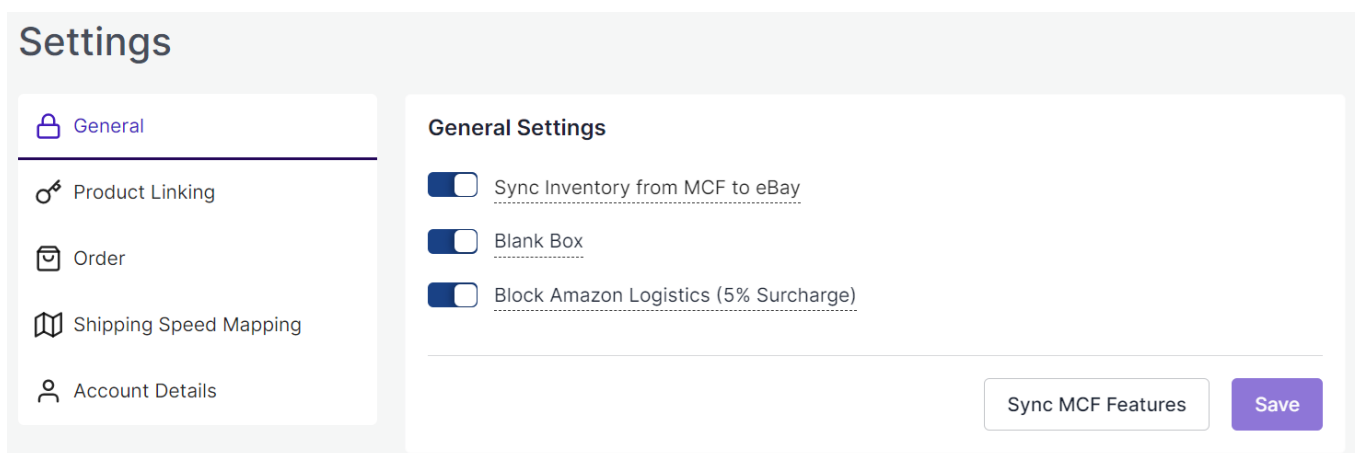 Settings
General
Product Linking
Order
Shipping Speed Mapping
Account Details
General Settings
Sync Inventory from MCF to eBay
Blank Box
Block Amazon Logistics (5% Surcharge)
Sync MCF Features
Save